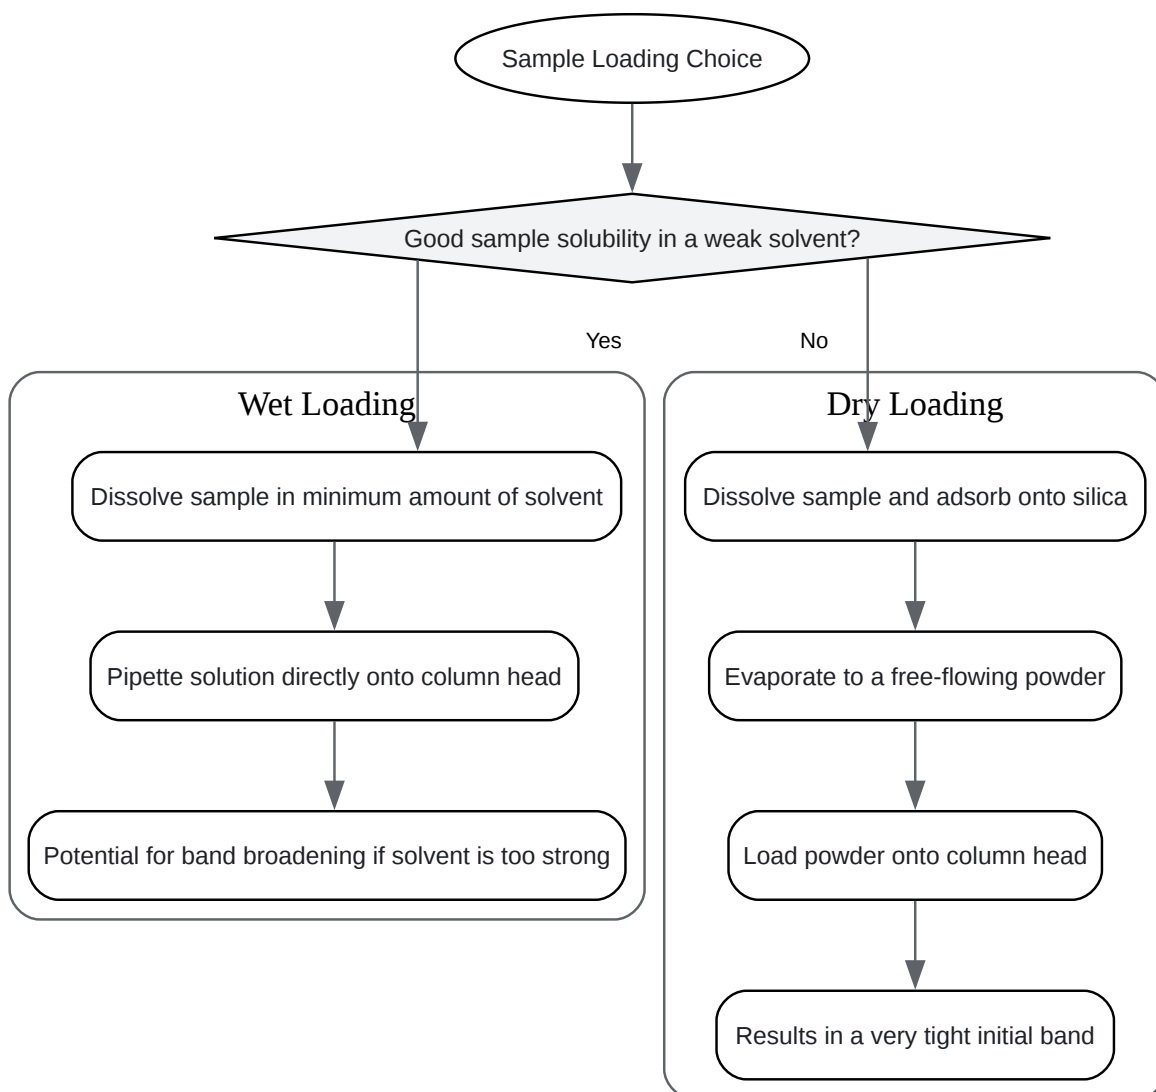 Sample Loading Choice
Good sample solubility in a weak solvent?
Yes
No
Wet Loading
Dissolve sample in minimum amount of solvent
Pipette solution directly onto column head
Potential for band broadening if solvent is too strong
Dry Loading
Dissolve sample and adsorb onto silica
Evaporate to a free-flowing powder
Load powder onto column head
Results in a very tight initial band